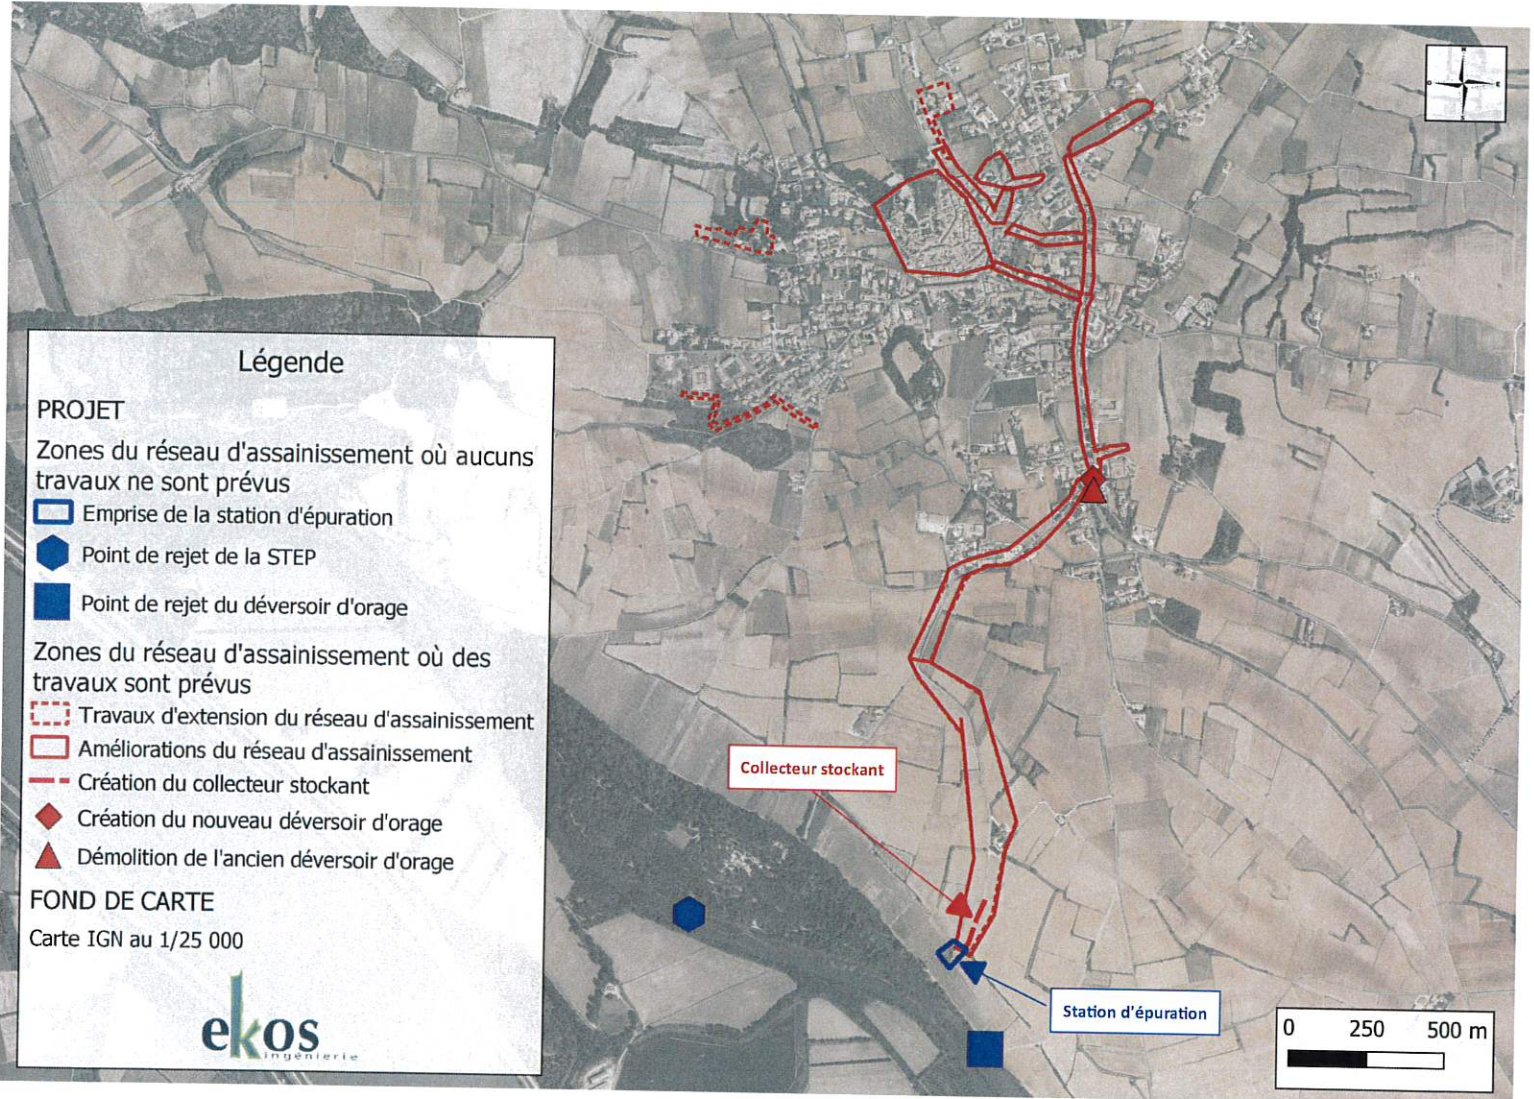 N
O
E
S
Légende
PROJET
Zones du réseau d'assainissement où aucuns
travaux ne sont prévus
Emprise de la station d'épuration
Point de rejet de la STEP
Point de rejet du déversoir d'orage
Zones du réseau d'assainissement où des
travaux sont prévus
Travaux d'extension du réseau d'assainissement
Améliorations du réseau d'assainissement
Création du collecteur stockant
Création du nouveau déversoir d'orage
Démolition de l'ancien déversoir d'orage
FOND DE CARTE
Carte IGN au 1/25 000
ekos
ingénierie
Collecteur stockant
Station d'épuration
0 250 500 m